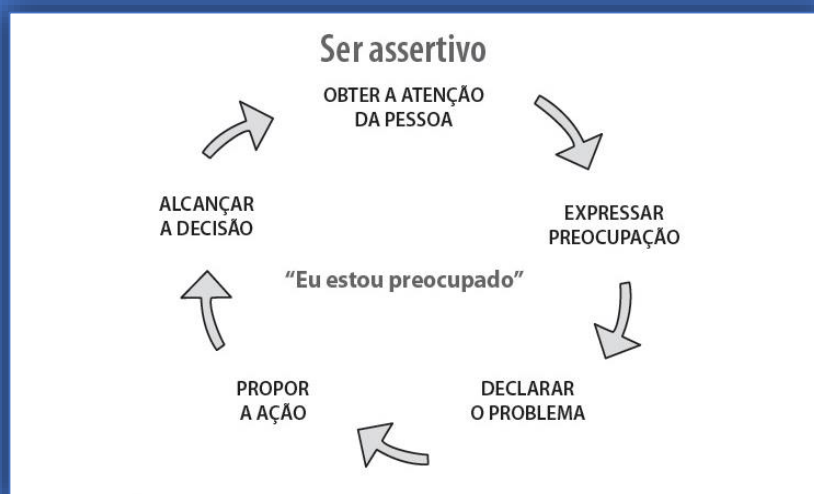 Ser assertivo
OBTER A ATENÇÃO
DA PESSOA
EXPRESSAR
PREOCUPAÇÃO
DECLARAR
O PROBLEMA
PROPOR
A AÇÃO
ALCANÇAR
A DECISÃO
“Eu estou preocupado”